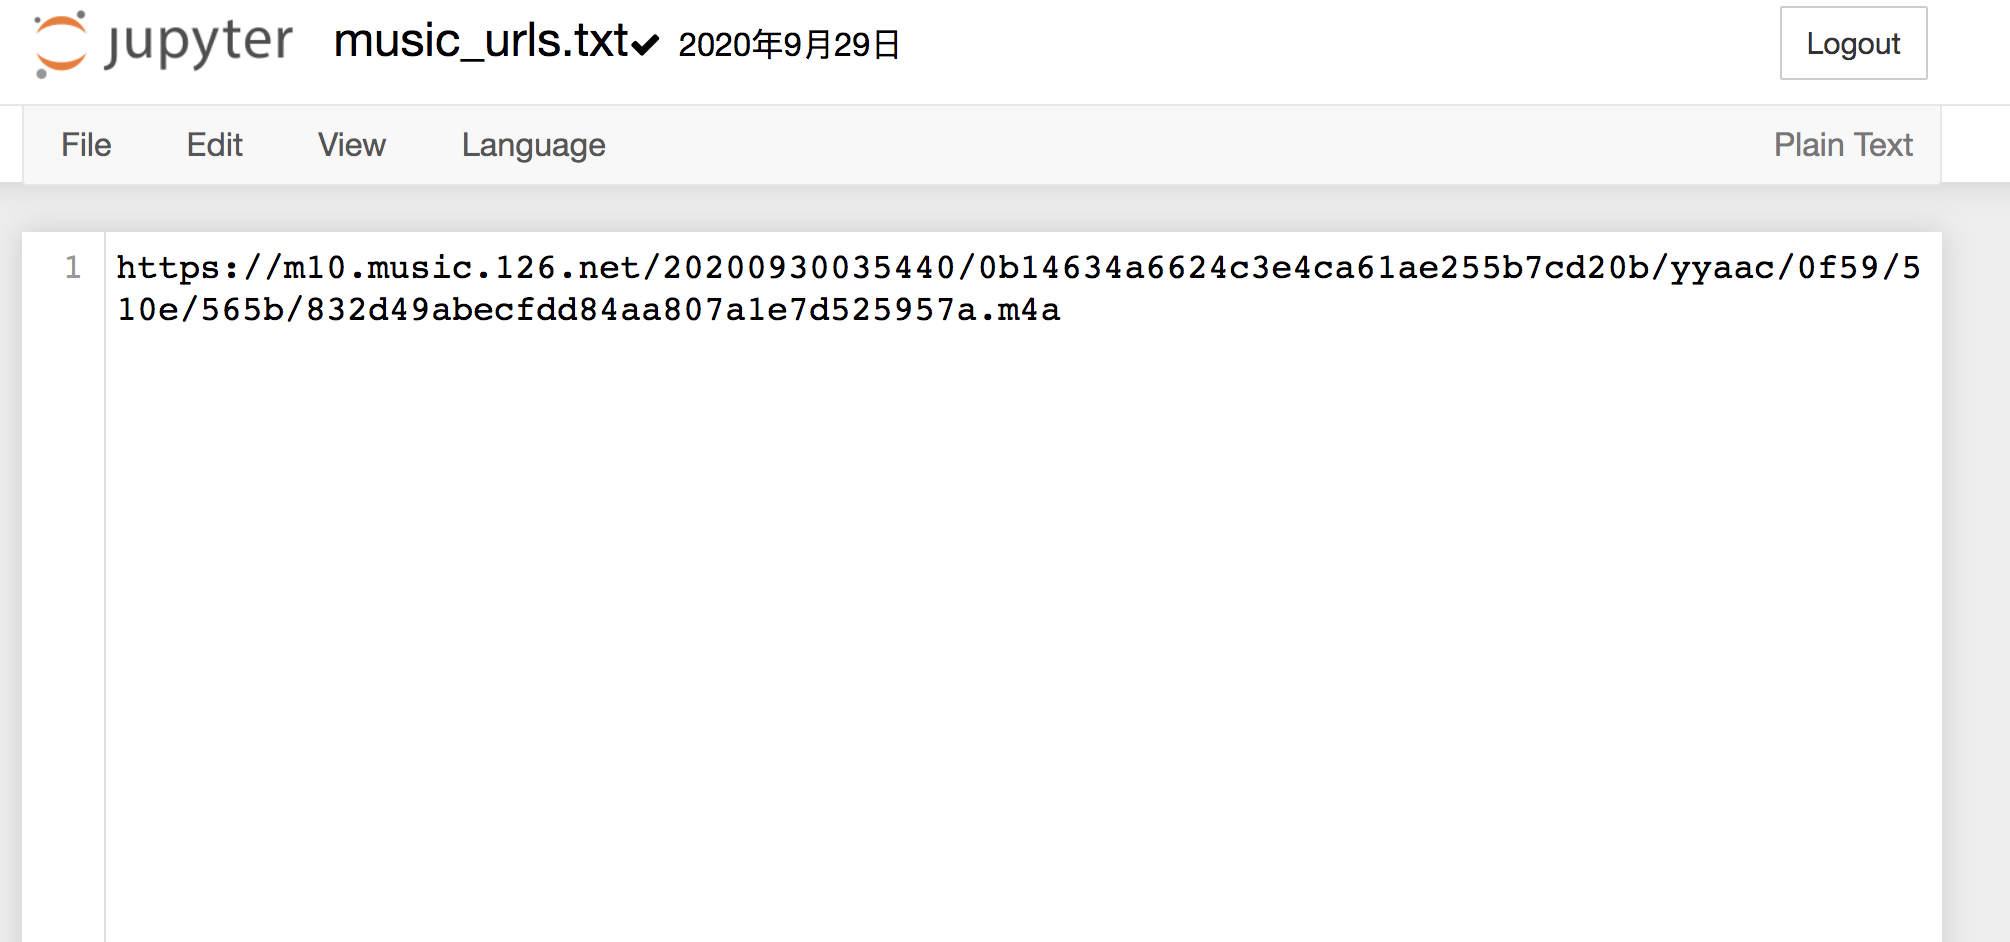 jupyter music_urls.txt✔ 2020年9月29日
Logout
File Edit View Language Plain Text
1 https://m10.music.126.net/20200930035440/0b14634a6624c3e4ca61ae255b7cd20b/yyaac/0f59/5
10e/565b/832d49abecfdd84aa807a1e7d525957a.m4a